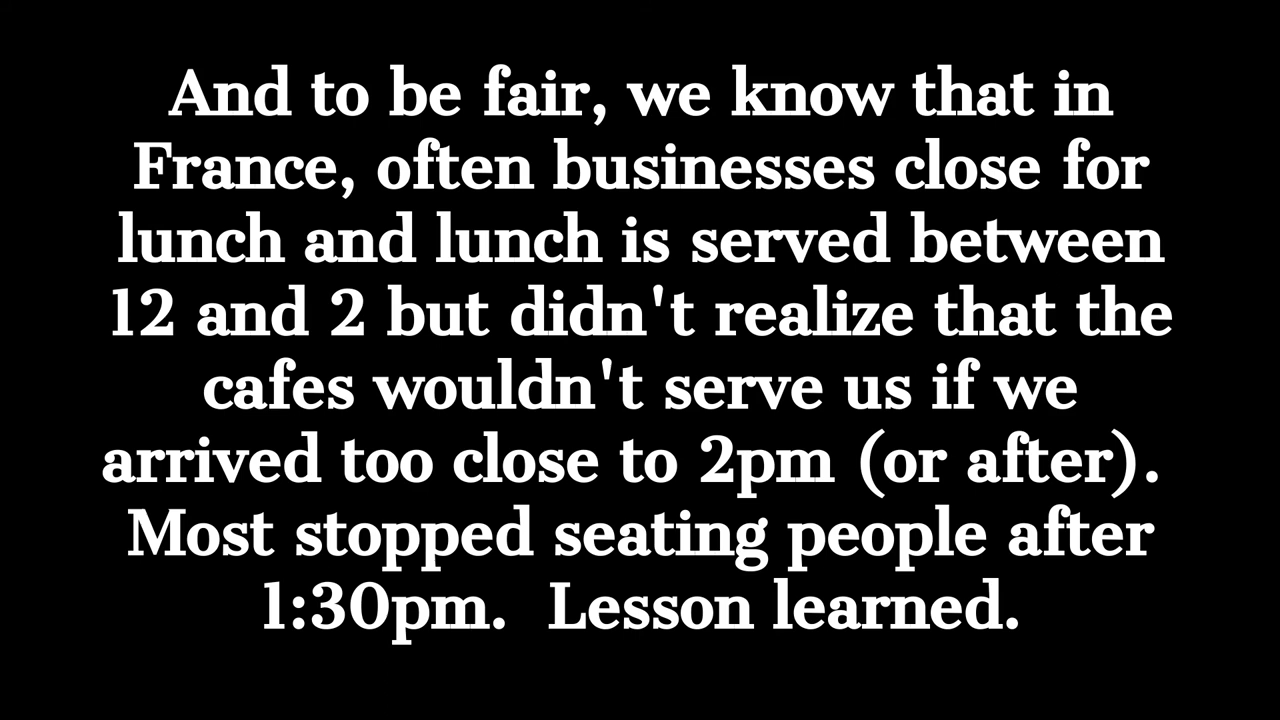 And to be fair, we know that in
France, often businesses close for
lunch and lunch is served between
12 and 2 but didn't realize that the
cafes wouldn't serve us if we
arrived too close to 2pm (or after).
Most stopped seating people after
1:30pm.  Lesson learned.